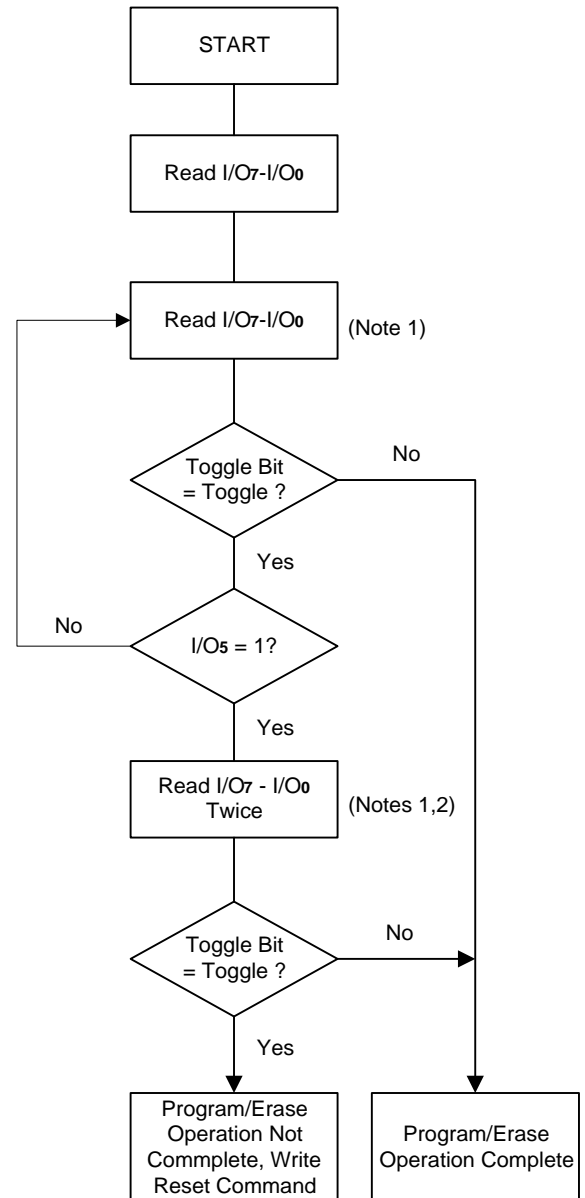 START
Read I/O7-I/O0
Read I/O7-I/O0
(Note 1)
Toggle Bit
= Toggle ?
No
Yes
No
I/O5 = 1?
Yes
Read I/O7 - I/O0
Twice
(Notes 1,2)
Toggle Bit
= Toggle ?
No
Yes
Program/Erase
Operation Not
Commplete, Write
Reset Command
Program/Erase
Operation Complete